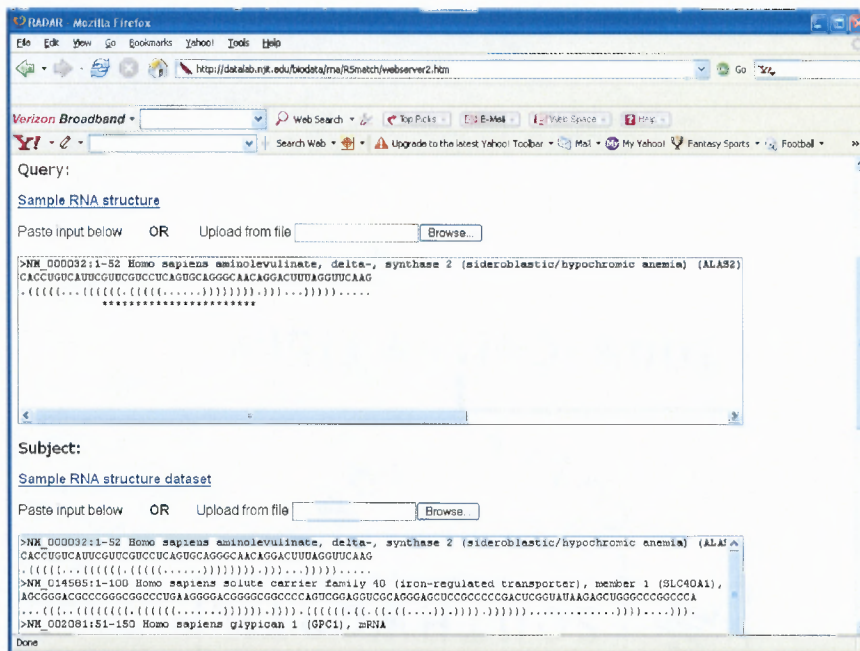 RADAR - Mozilla Firefox
File Edit View Go Bookmarks Yahoo! Tools Help
http://datalab.njit.edu/biodata/rna/RSmatch/webserver2.htm Go
Verizon Broadband Web Search Top Picks E-Mail Web Space Help
Y! Search Web Upgrade to the latest Yahoo! Toolbar Mail My Yahoo! Fantasy Sports Football »
Query:
Sample RNA structure
Paste input below OR Upload from file Browse...
>NM_000032:1-52 Homo sapiens aminolevulinate, delta-, synthase 2 (sideroblastic/hypochromic anemia) (ALAS2)
CACCUGUCAUUCGUUCGUCCUCAGUGCAGGGCAACAGGACUUUAGGUUCAAG
.(((((...((((((.(((((......)))))))).)))...))))).....
***********************
Subject:
Sample RNA structure dataset
Paste input below OR Upload from file Browse...
>NM_000032:1-52 Homo sapiens aminolevulinate, delta-, synthase 2 (sideroblastic/hypochromic anemia) (ALAS
CACCUGUCAUUCGUUCGUCCUCAGUGCAGGGCAACAGGACUUUAGGUUCAAG
.(((((...((((((.(((((......)))))))).)))...))))).....
>NM_014585:1-100 Homo sapiens solute carrier family 40 (iron-regulated transporter), member 1 (SLC40A1),
AGCGGGACGCCCGGGCGGCCCUGAAGGGGACGGGGCGGCCCCAGUCGGAGGUCGCAGGGAGCUCCGCCCCCGACUCGGUAUAAGAGCUGGGCCCGGCCCA
...(((..(((((((((.((((((.......)))))).)))).((((((.((.((.((....)).)).)))).)))))).............))))....))).
>NM_002081:51-150 Homo sapiens glypican 1 (GPC1), mRNA
Done